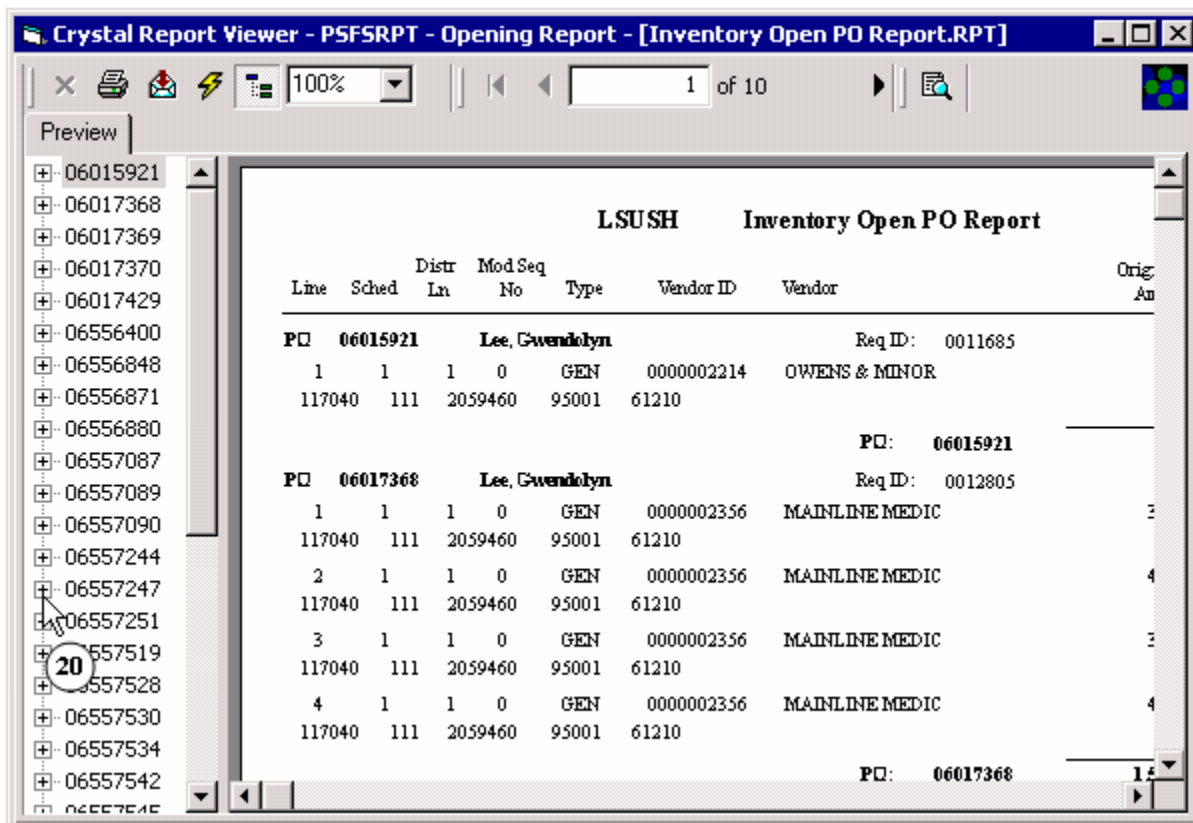 Crystal Report Viewer - PSFSRPT - Opening Report - [Inventory Open PO Report.RPT]
100% 1 of 10
Preview
06015921
06017368
06017369
06017370
06017429
06556400
06556848
06556871
06556880
06557087
06557089
06557090
06557244
06557247
06557251
20
06557528
06557530
06557534
06557542
LSUSH Inventory Open PO Report
Distr Mod Seq
Line Sched Ln No Type Vendor ID Vendor
PO 06015921 Lee, Gwendolyn Req ID: 0011685
1 1 1 0 GEN 0000002214 OWENS & MINOR
117040 111 2059460 95001 61210
PO: 06015921
PO 06017368 Lee, Gwendolyn Req ID: 0012805
1 1 1 0 GEN 0000002356 MAINLINE MEDIC
117040 111 2059460 95001 61210
2 1 1 0 GEN 0000002356 MAINLINE MEDIC
117040 111 2059460 95001 61210
3 1 1 0 GEN 0000002356 MAINLINE MEDIC
117040 111 2059460 95001 61210
4 1 1 0 GEN 0000002356 MAINLINE MEDIC
117040 111 2059460 95001 61210
PO: 06017368